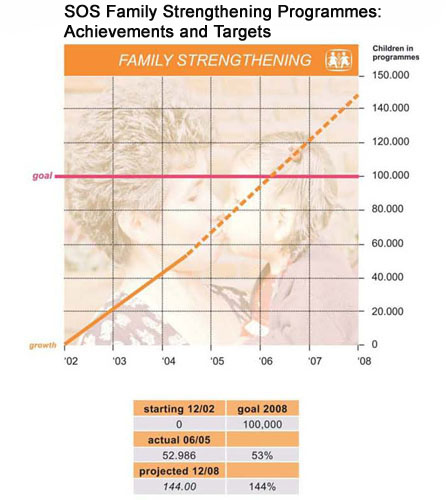 SOS Family Strengthening Programmes:
Achievements and Targets
FAMILY STRENGTHENING
Children in
programmes
150.000
140.000
120.000
goal
100.000
80.000
60.000
40.000
20.000
growth
0
'02 '03 '04 '05 '06 '07 '08
starting 12/02 goal 2008
0 100,000
actual 06/05
52.986 53%
projected 12/08
144.00 144%